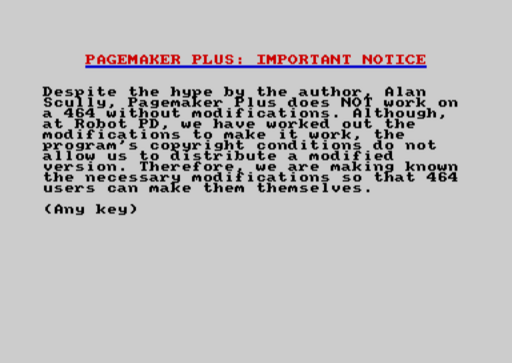 PAGEMAKER PLUS: IMPORTANT NOTICE
Despite the hype by the author, Alan
Scully, Pagemaker Plus does NOT work on
a 464 without modifications. Although,
at Robot PD, we have worked out the
modifications to make it work, the
program's copyright conditions do not
allow us to distribute a modified
version. Therefore, we are making known
the necessary modifications so that 464
users can make them themselves.
(Any key)